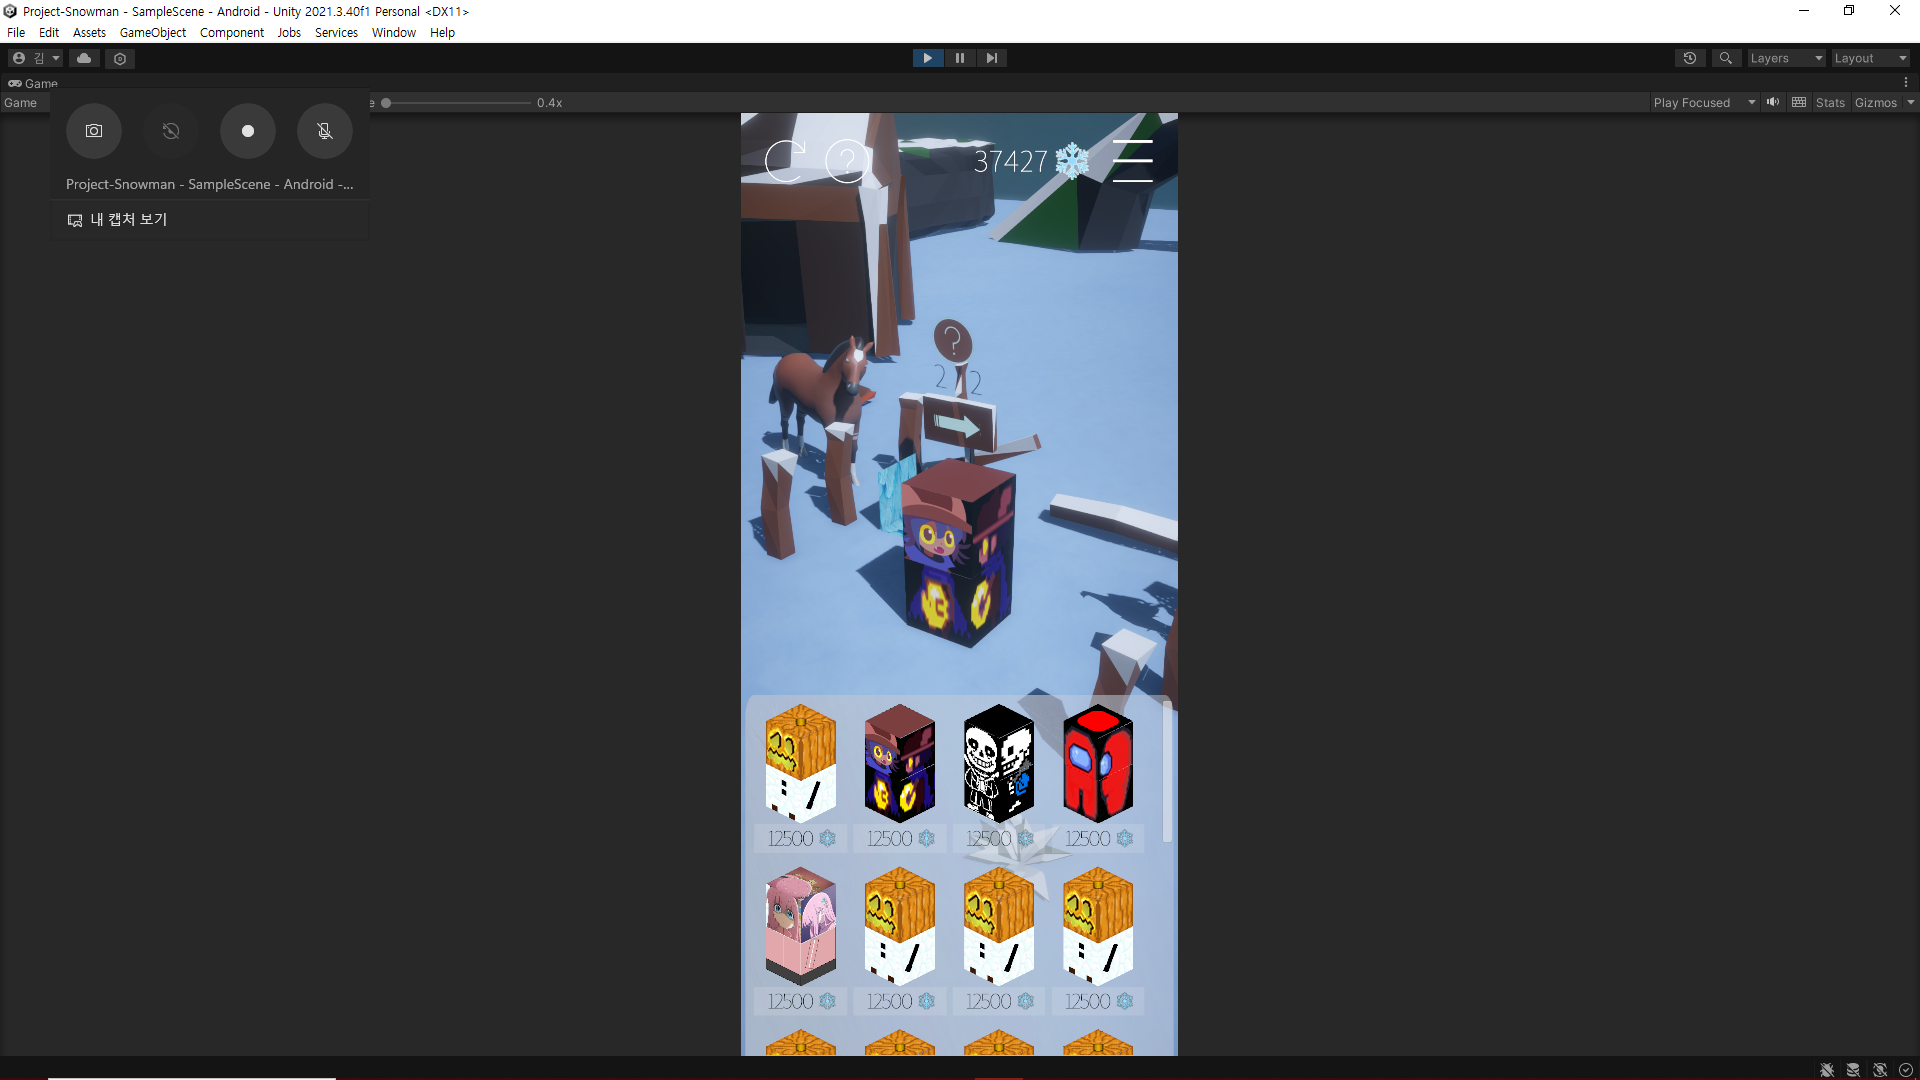 Project-Snowman - SampleScene - Android - Unity 2021.3.40f1 Personal <DX11>
File Edit Assets GameObject Component Jobs Services Window Help
김 Layers Layout
Game
Game 0.4x Play Focused Stats Gizmos
Project-Snowman - SampleScene - Android -...
내 캡처 보기
? 37427
?
2 2
12500 12500 12500 12500
12500 12500 12500 12500